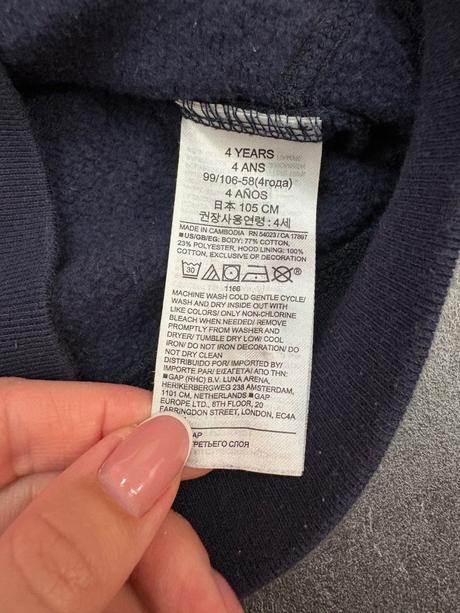 4 YEARS
4 ANS
99/106-58(4года)
4 AÑOS
日本 105 CM
권장사용연령 : 4세
MADE IN CAMBODIA RN 54023 / CA 17897
■US/GB/EG: BODY: 77% COTTON,
23% POLYESTER, HOOD LINING: 100%
COTTON, EXCLUSIVE OF DECORATION
30
1166
MACHINE WASH COLD GENTLE CYCLE/
WASH AND DRY INSIDE OUT WITH
LIKE COLORS/ ONLY NON-CHLORINE
BLEACH WHEN NEEDED/ REMOVE
PROMPTLY FROM WASHER AND
DRYER/ TUMBLE DRY LOW/ COOL
IRON/ DO NOT IRON DECORATION/ DO
NOT DRY CLEAN
DISTRIBUIDO POR/ IMPORTED BY/
IMPORTE PAR/ ΕΙΣΑΓΕΤΑΙ ΑΠΟ :
■GAP (RHC) B.V. LUNA ARENA,
HERIKERBERGWEG 238 AMSTERDAM,
1101 CM, NETHERLANDS ■GAP
EUROPE LTD., 8TH FLOOR, 20
FARRINGDON STREET, LONDON, EC4A
AP
РЕТЬЕГО СЛОЯ